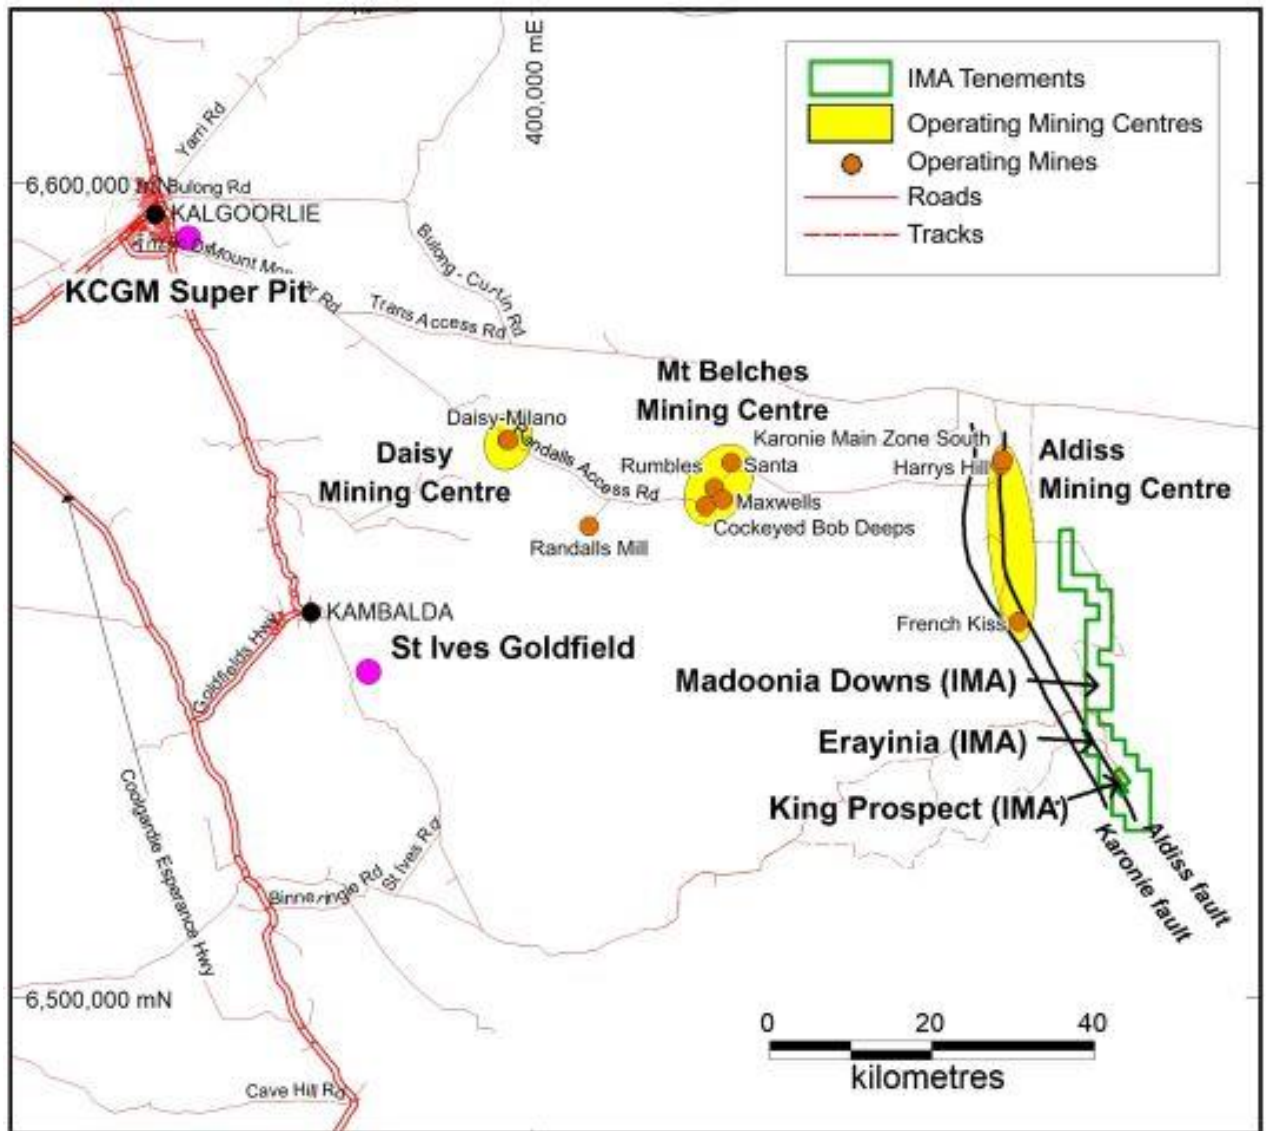 400,000 mE
IMA Tenements
Operating Mining Centres
Operating Mines
Roads
Tracks
Yarri Rd
6,600,000 mN
Bulong Rd
KALGOORLIE
KCGM Super Pit
Bulong - Curtin Rd
Trans Access Rd
Mt Belches
Mining Centre
Daisy-Milano
Daisy
Mining Centre
Randalls Access Rd
Randalls Mill
Karonie Main Zone South
Rumbles
Santa
Harrys Hill
Maxwells
Cockeyed Bob Deeps
Aldiss
Mining Centre
French Kiss
KAMBALDA
Goldfields Hwy
St Ives Goldfield
Madoonia Downs (IMA)
Erayinia (IMA)
King Prospect (IMA)
Aldiss fault
Karonie fault
Coolgardie Esperance Hwy
St Ives Rd
Binneringie Rd
6,500,000 mN
Cave Hill Rd
0 20 40
kilometres